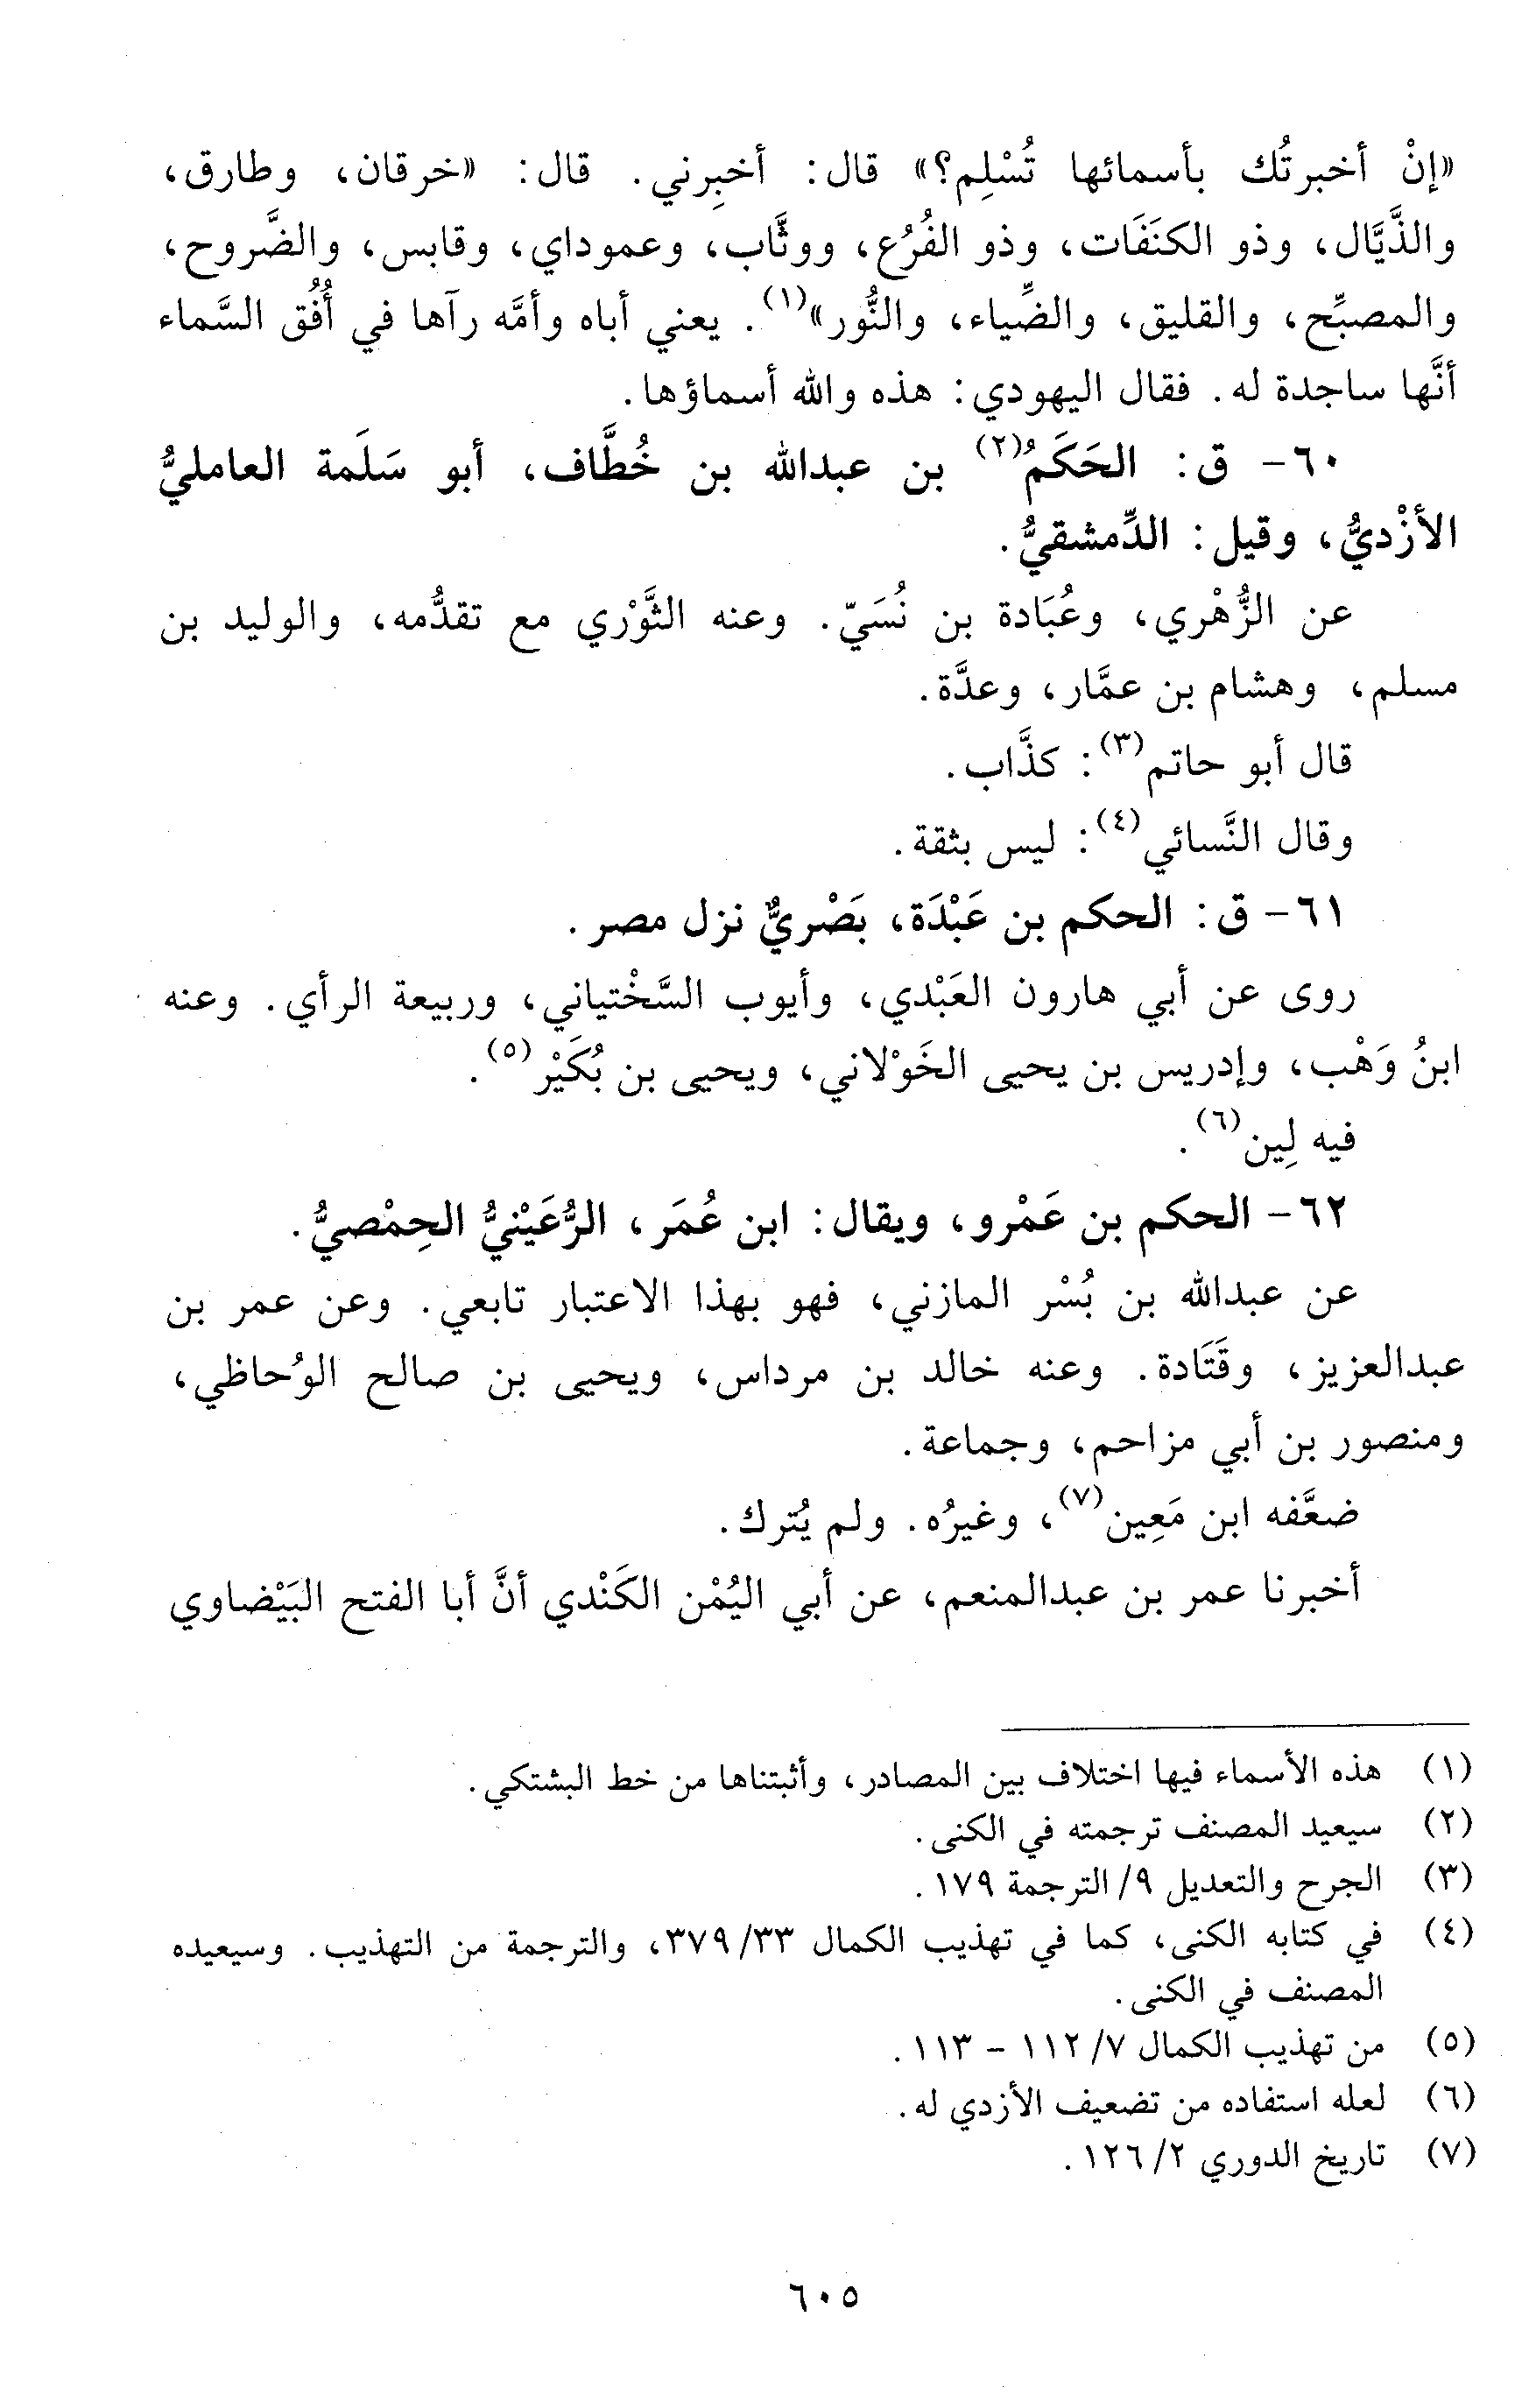 «إنْ أخبرتُك بأسمائها تُسْلِم؟» قال: أخبِرني. قال: «خرقان، وطارق،
والذَّيَّال، وذو الكنَفَات، وذو الفُرُع، ووثَّاب، وعموداي، وقابس، والضَّروح،
والمصبِّح، والقليق، والضِّياء، والنُّور»(١). يعني أباه وأمَّه رآها في أُفُق السَّماء
أنَّها ساجدة له. فقال اليهودي: هذه والله أسماؤها.
٦٠- ق: الحَكَمُ(٢) بن عبدالله بن خُطَّاف، أبو سَلَمة العامليُّ
الأزْديُّ، وقيل: الدِّمشقيُّ.
عن الزُّهْري، وعُبَادة بن نُسَيّ. وعنه الثَّوْري مع تقدُّمه، والوليد بن
مسلم، وهشام بن عمَّار، وعدَّة.
قال أبو حاتم(٣): كذَّاب.
وقال النَّسائي(٤): ليس بثقة.
٦١- ق: الحكم بن عَبْدَة، بَصْريٌّ نزل مصر.
روى عن أبي هارون العَبْدي، وأيوب السَّخْتياني، وربيعة الرأي. وعنه
ابنُ وَهْب، وإدريس بن يحيى الخَوْلاني، ويحيى بن بُكَيْر(٥).
فيه لِين(٦).
٦٢- الحكم بن عَمْرو، ويقال: ابن عُمَر، الرُّعَيْنيُّ الحِمْصيُّ.
عن عبدالله بن بُسْر المازني، فهو بهذا الاعتبار تابعي. وعن عمر بن
عبدالعزيز، وقَتَادة. وعنه خالد بن مرداس، ويحيى بن صالح الوُحاظي،
ومنصور بن أبي مزاحم، وجماعة.
ضعَّفه ابن مَعِين(٧)، وغيرُه. ولم يُترك.
أخبرنا عمر بن عبدالمنعم، عن أبي اليُمْن الكَنْدي أنَّ أبا الفتح البَيْضاوي
(١) هذه الأسماء فيها اختلاف بين المصادر، وأثبتناها من خط البشتكي.
(٢) سيعيد المصنف ترجمته في الكنى.
(٣) الجرح والتعديل ٩/ الترجمة ١٧٩.
(٤) في كتابه الكنى، كما في تهذيب الكمال ٣٣/ ٣٧٩، والترجمة من التهذيب. وسيعيده
المصنف في الكنى.
(٥) من تهذيب الكمال ٧/ ١١٢ - ١١٣.
(٦) لعله استفاده من تضعيف الأزدي له.
(٧) تاريخ الدوري ٢/ ١٢٦.
٦٠٥